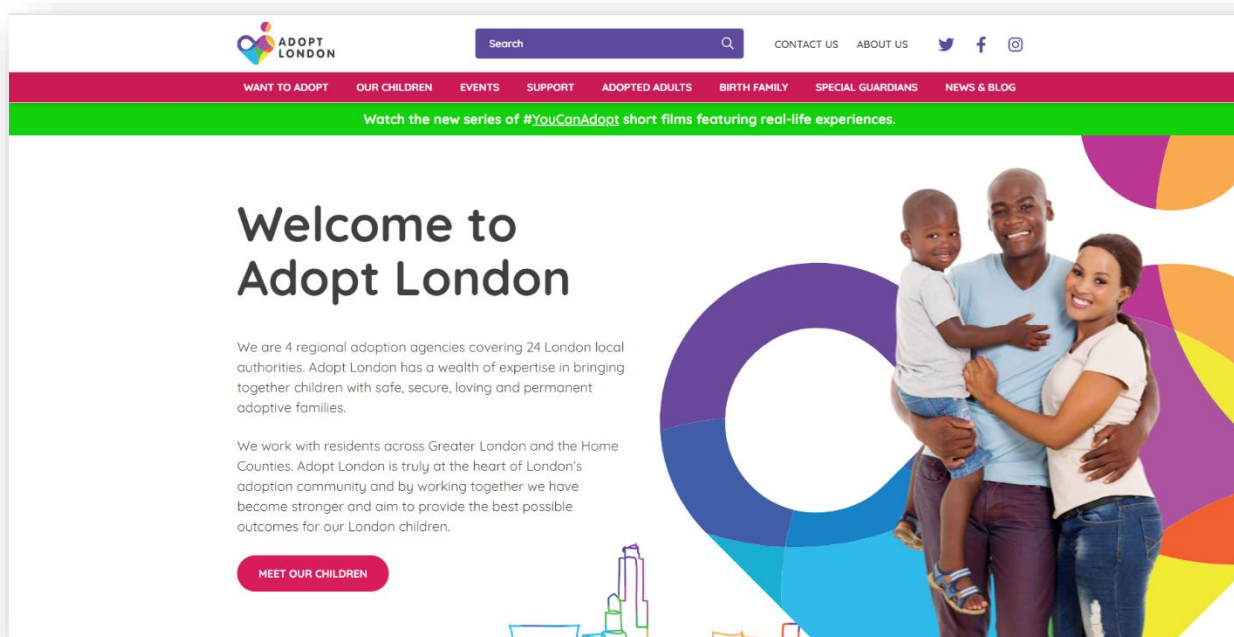 ADOPT
LONDON
Search
CONTACT US ABOUT US
WANT TO ADOPT OUR CHILDREN EVENTS SUPPORT ADOPTED ADULTS BIRTH FAMILY SPECIAL GUARDIANS NEWS & BLOG
Watch the new series of #YouCanAdopt short films featuring real-life experiences.
Welcome to
Adopt London
We are 4 regional adoption agencies covering 24 London local
authorities. Adopt London has a wealth of expertise in bringing
together children with safe, secure, loving and permanent
adoptive families.
We work with residents across Greater London and the Home
Counties. Adopt London is truly at the heart of London's
adoption community and by working together we have
become stronger and aim to provide the best possible
outcomes for our London children.
MEET OUR CHILDREN